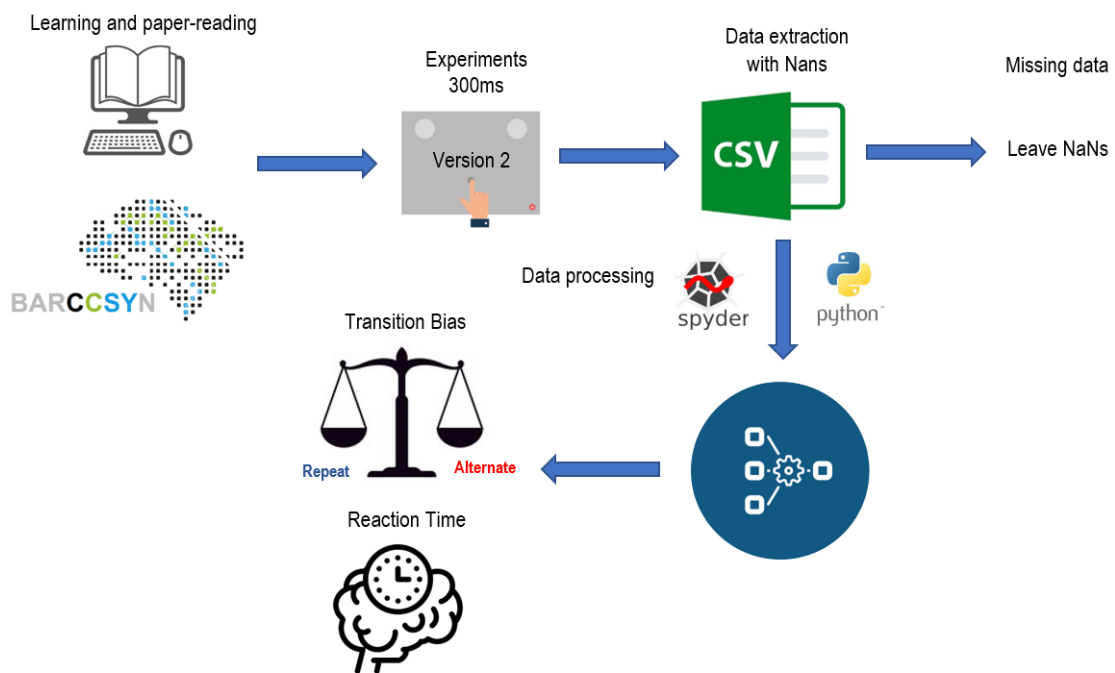 Learning and paper-reading
Experiments
300ms
Version 2
Data extraction
with Nans
CSV
Missing data
Leave NaNs
BARCCSYN
Data processing
spyder
python™
Transition Bias
Repeat
Alternate
Reaction Time